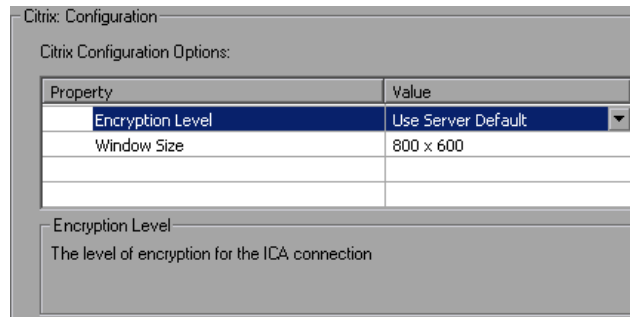 Citrix: Configuration
Citrix Configuration Options:
Property Value
Encryption Level Use Server Default
Window Size 800 x 600
Encryption Level
The level of encryption for the ICA connection